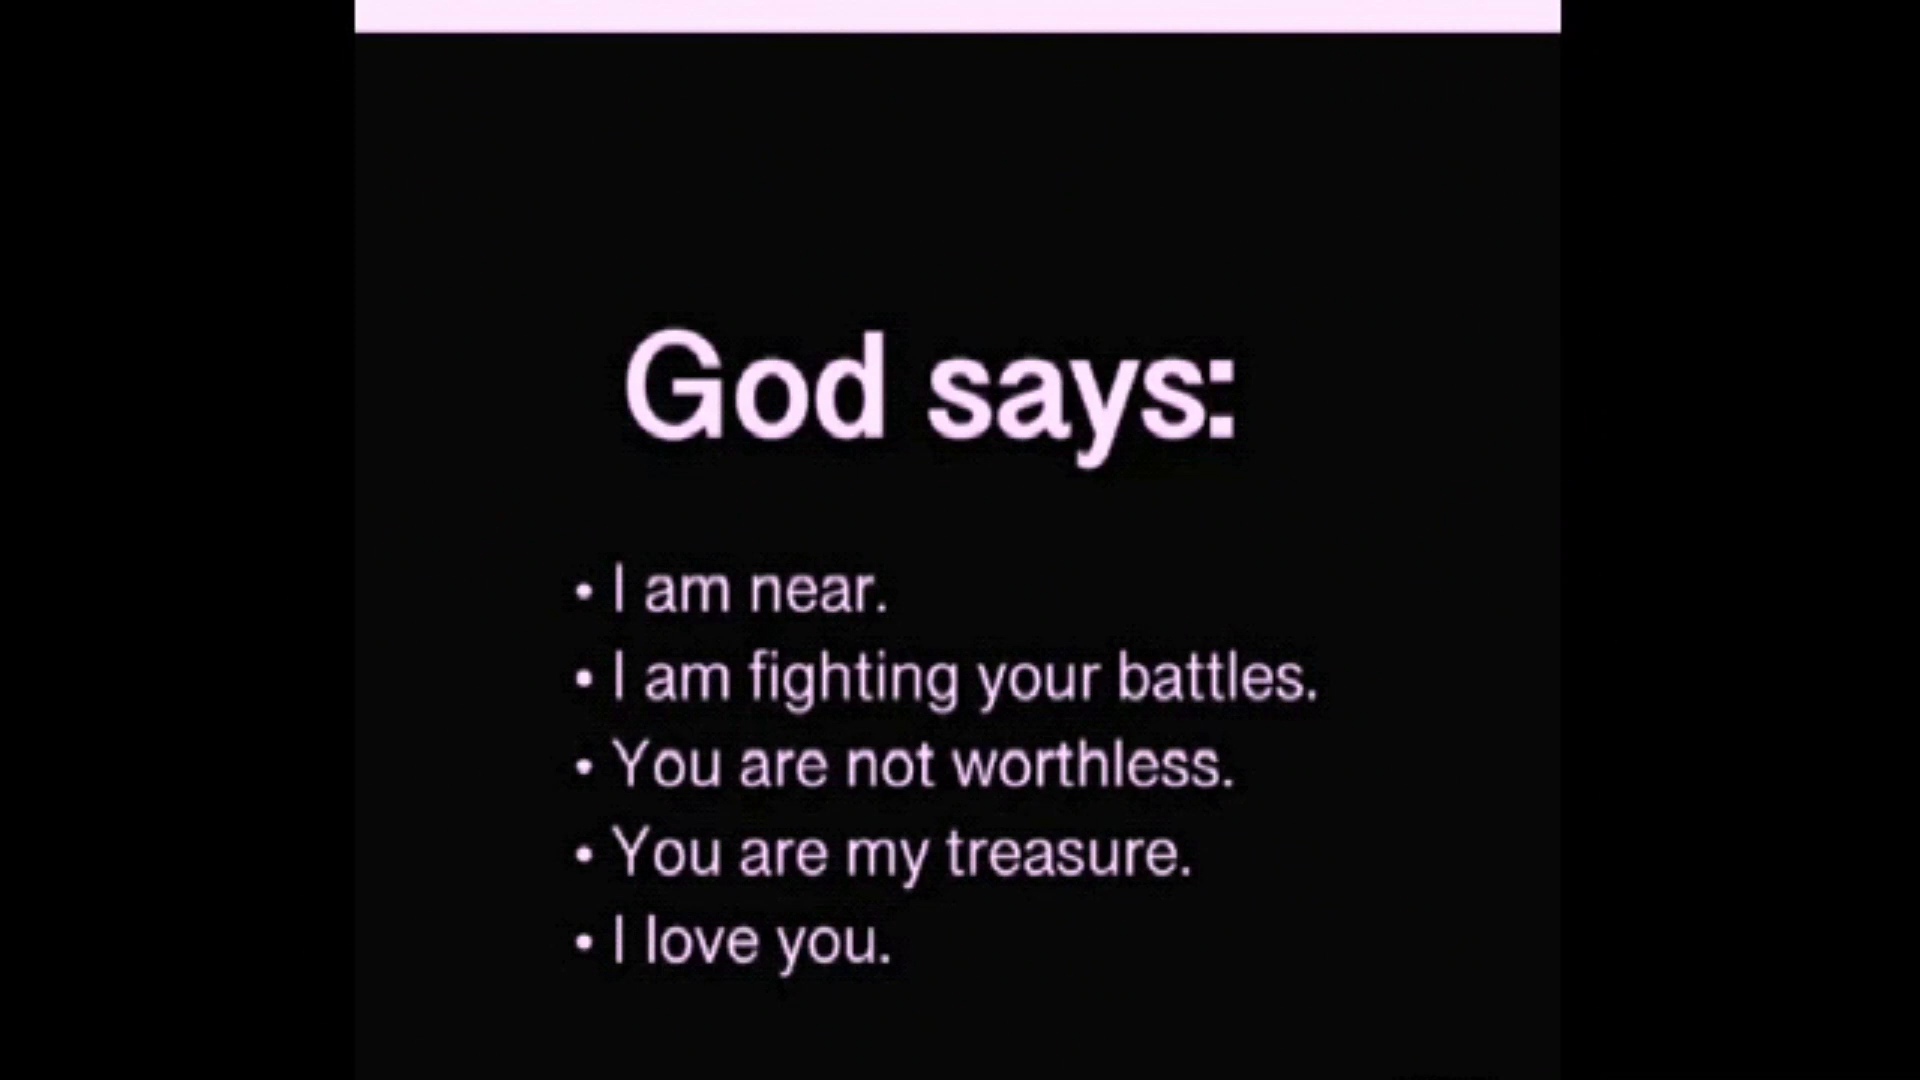 God says:
• I am near.
• I am fighting your battles.
• You are not worthless.
• You are my treasure.
• I love you.